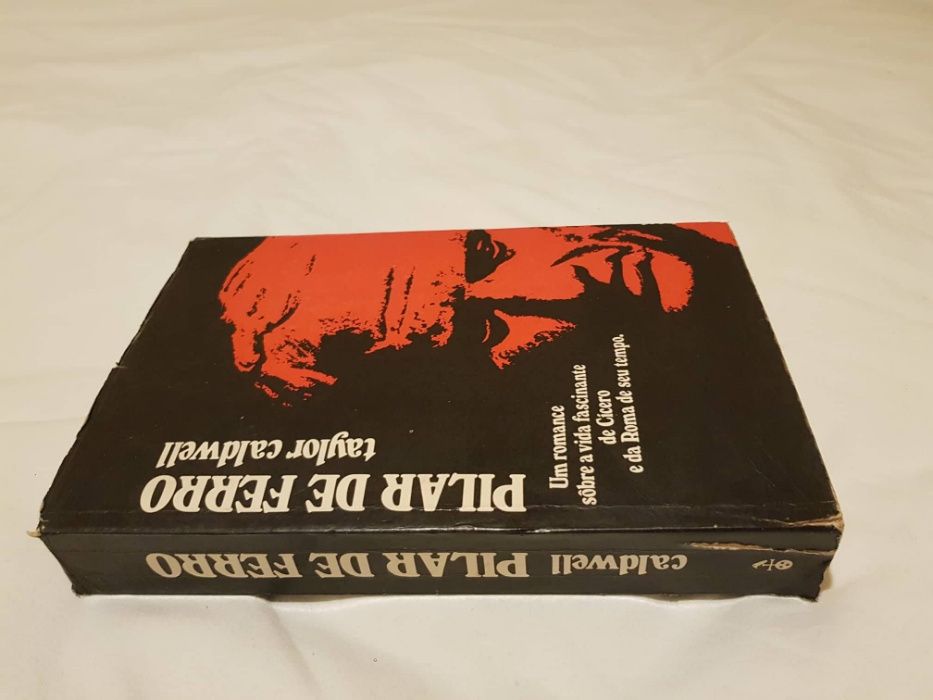 PILAR DE FERRO
taylor caldwell
Um romance
sôbre a vida fascinante
de Cícero
e da Roma de seu tempo.
caldwell PILAR DE FERRO